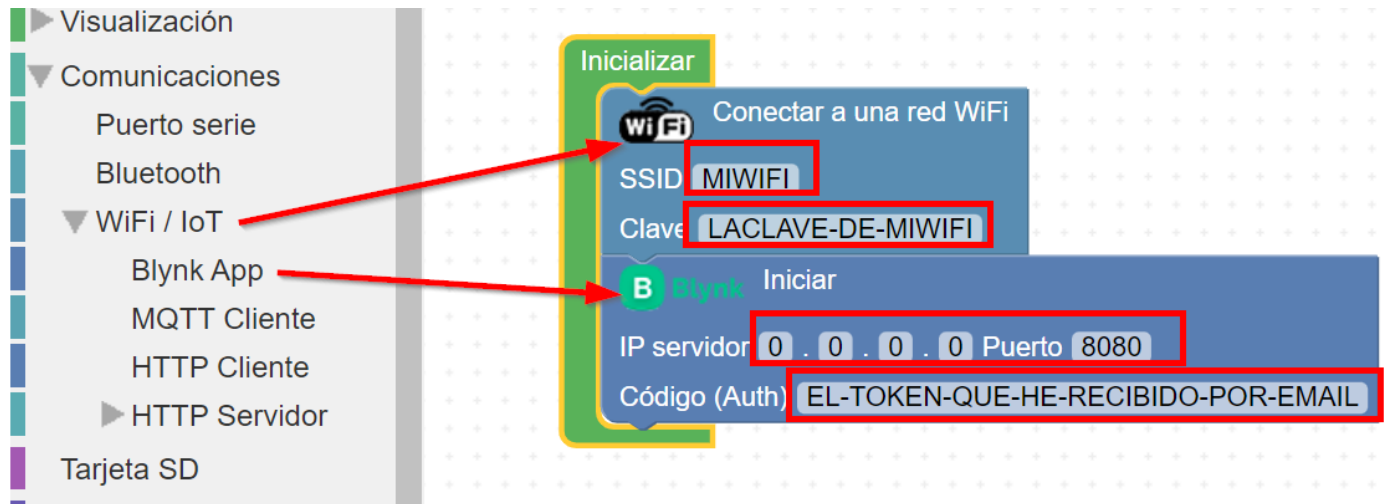 Visualización
Comunicaciones
Puerto serie
Bluetooth
WiFi / IoT
Blynk App
MQTT Cliente
HTTP Cliente
HTTP Servidor
Tarjeta SD
Inicializar
WiFi Conectar a una red WiFi
SSID MIWIFI
Clave LACLAVE-DE-MIWIFI
B Blynk Iniciar
IP servidor 0 . 0 . 0 . 0 Puerto 8080
Código (Auth) EL-TOKEN-QUE-HE-RECIBIDO-POR-EMAIL